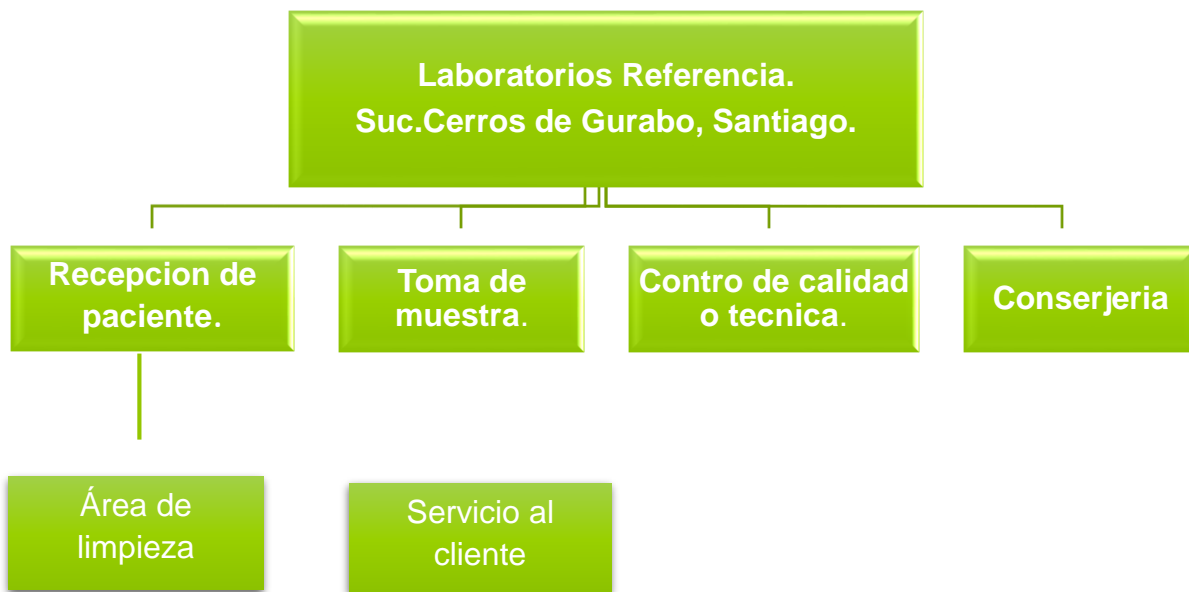 Laboratorios Referencia.
Suc.Cerros de Gurabo, Santiago.
Recepcion de
paciente.
Toma de
muestra.
Contro de calidad
o tecnica.
Conserjeria
Área de
limpieza
Servicio al
cliente